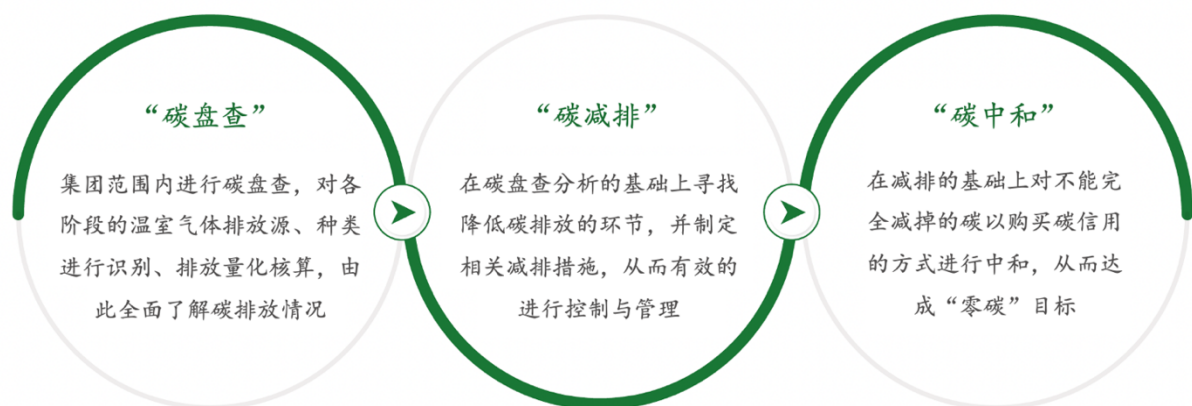 “碳盘查”
集团范围内进行碳盘查，对各
阶段的温室气体排放源、种类
进行识别、排放量化核算，由
此全面了解碳排放情况
“碳减排”
在碳盘查分析的基础上寻找
降低碳排放的环节，并制定
相关减排措施，从而有效的
进行控制与管理
“碳中和”
在减排的基础上对不能完
全减掉的碳以购买碳信用
的方式进行中和，从而达
成“零碳”目标